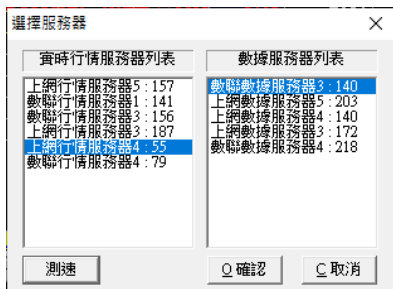 選擇服務器
實時行情服務器列表
上網行情服務器5 : 157
數聯行情服務器1 : 141
數聯行情服務器3 : 156
上網行情服務器3 : 187
上網行情服務器4 : 55
數聯行情服務器4 : 79
數據服務器列表
數聯數據服務器3 : 140
上網數據服務器5 : 203
上網數據服務器4 : 140
上網數據服務器3 : 172
數聯數據服務器4 : 218
測速
O 確認
C 取消